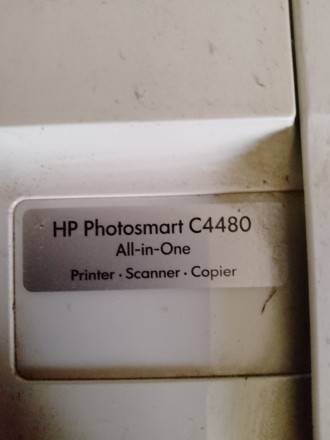 HP Photosmart C4480
All-in-One
Printer · Scanner · Copier